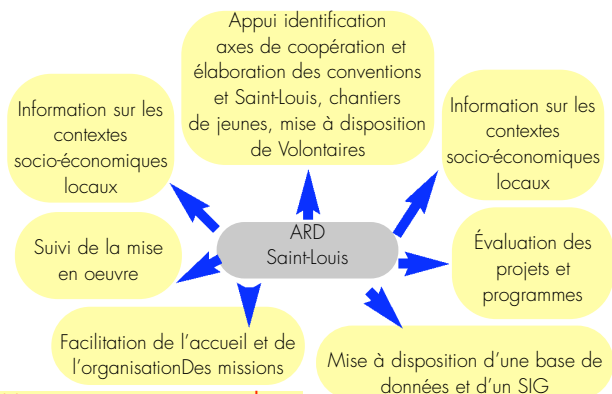 Appui identification
axes de coopération et
élaboration des conventions
et Saint-Louis, chantiers
de jeunes, mise à disposition
de Volontaires
Information sur les
contextes
socio-économiques
locaux
Information sur les
contextes
socio-économiques
locaux
ARD
Saint-Louis
Suivi de la mise
en oeuvre
Évaluation des
projets et
programmes
Facilitation de l'accueil et de
l'organisationDes missions
Mise à disposition d'une base de
données et d'un SIG